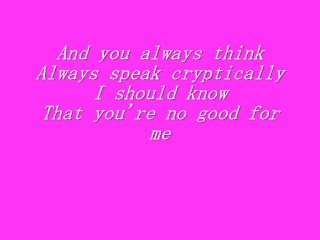 And you always think
Always speak cryptically
I should know
That you're no good for
me